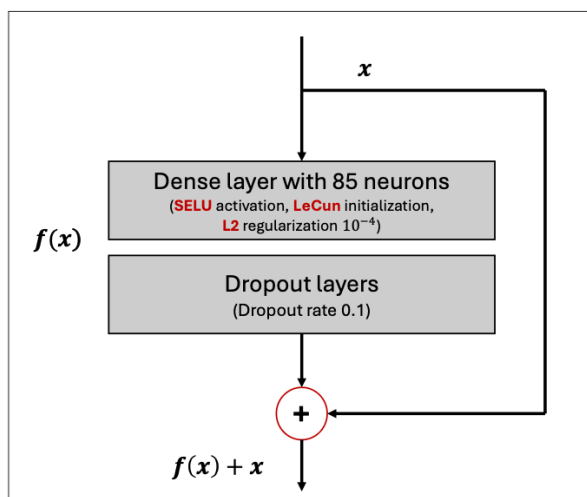 x
Dense layer with 85 neurons
(SELU activation, LeCun initialization,
L2 regularization 10⁻⁴)
f(x)
Dropout layers
(Dropout rate 0.1)
+
f(x) + x